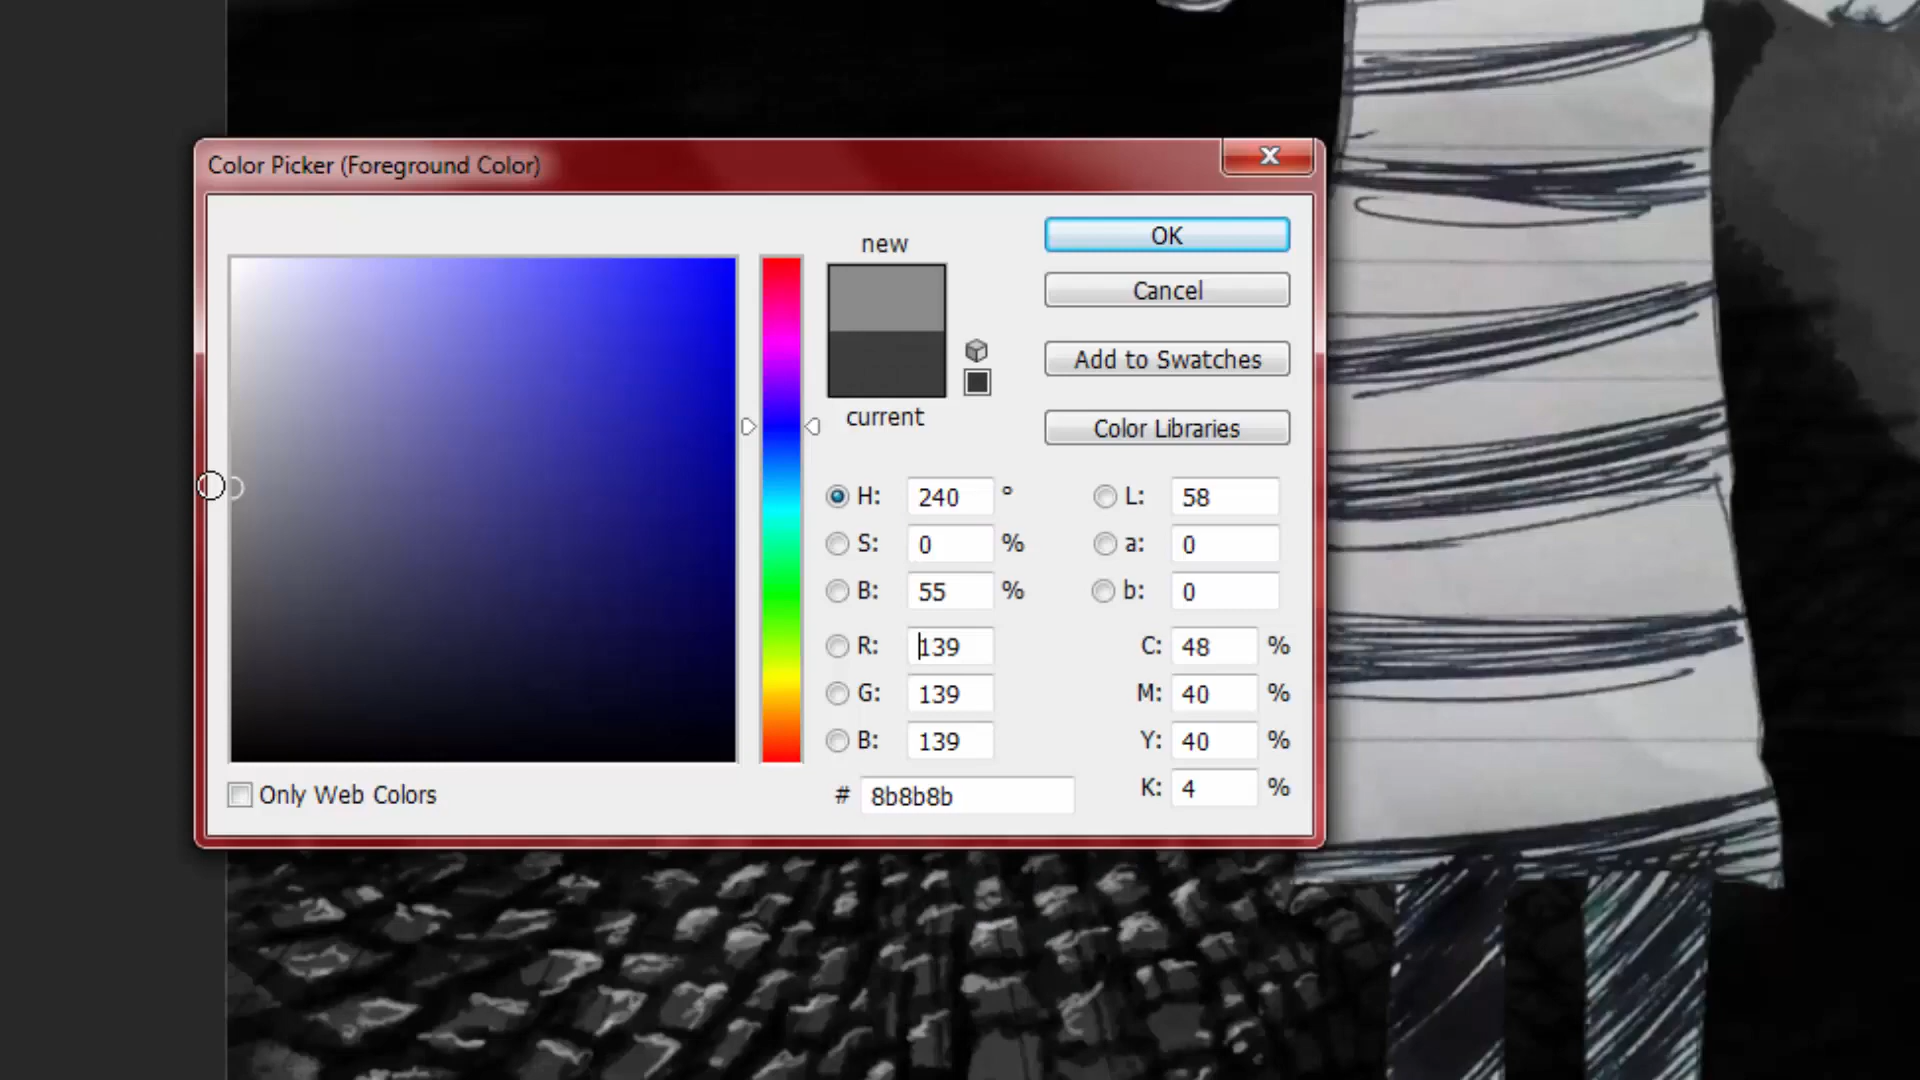 Color Picker (Foreground Color)
new
current
OK
Cancel
Add to Swatches
Color Libraries
H: 240 °
S: 0 %
B: 55 %
R: 139
G: 139
B: 139
# 8b8b8b
L: 58
a: 0
b: 0
C: 48 %
M: 40 %
Y: 40 %
K: 4 %
Only Web Colors